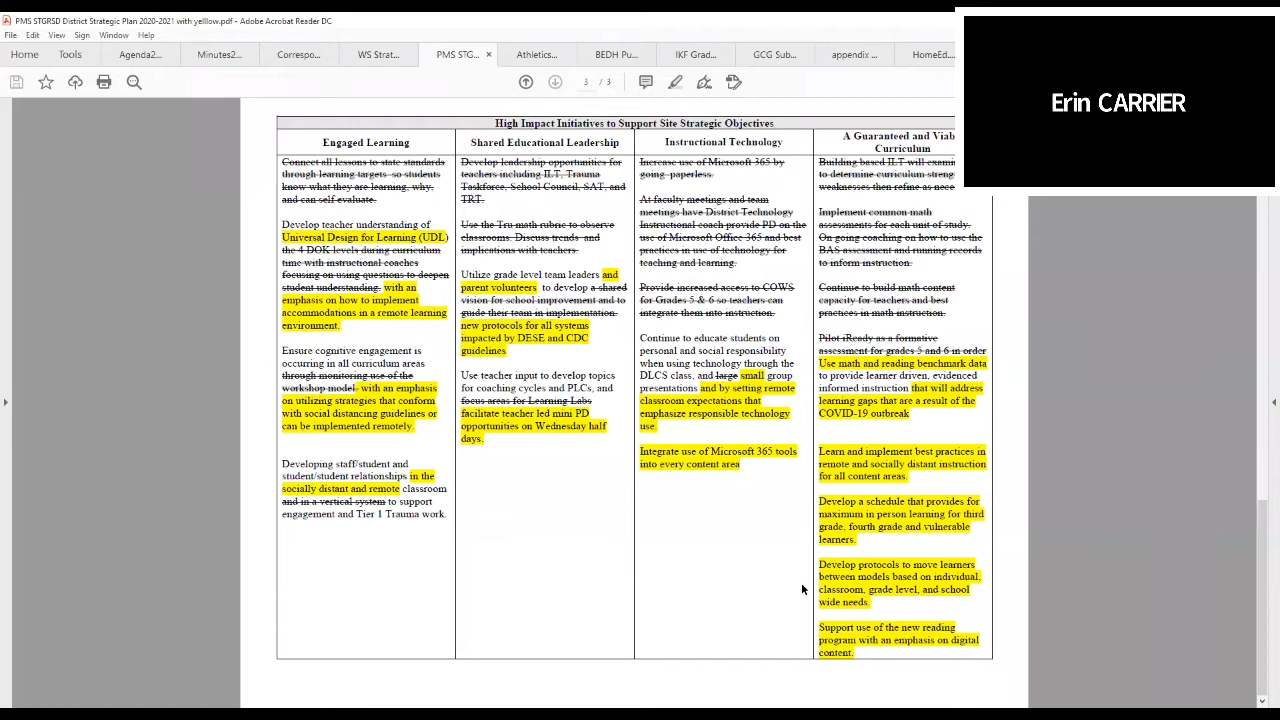 PMS STGRSD District Strategic Plan 2020-2021 with yelllow.pdf - Adobe Acrobat Reader DC
File Edit View Sign Window Help
Home Tools Agenda2... Minutes2... Correspo... WS Strat... PMS STG... × Athletics... BEDH Pu... IKF Grad... GCG Sub... appendix ... HomeEd...
3 / 3
Erin CARRIER
High Impact Initiatives to Support Site Strategic Objectives
Engaged Learning
Connect all lessons to state standards
through learning targets so students
know what they are learning, why,
and can self evaluate.
Develop teacher understanding of
Universal Design for Learning (UDL)
the 4 DOK levels during curriculum
time with instructional coaches
focusing on using questions to deepen
student understanding. with an
emphasis on how to implement
accommodations in a remote learning
environment.
Ensure cognitive engagement is
occurring in all curriculum areas
through monitoring use of the
workshop model. with an emphasis
on utilizing strategies that conform
with social distancing guidelines or
can be implemented remotely.
Developing staff/student and
student/student relationships in the
socially distant and remote classroom
and in a vertical system to support
engagement and Tier 1 Trauma work.
Shared Educational Leadership
Develop leadership opportunities for
teachers including ILT, Trauma
Taskforce, School Council, SAT, and
TRT.
Use the Tru math rubric to observe
classrooms. Discuss trends and
implications with teachers.
Utilize grade level team leaders and
parent volunteers to develop a shared
vision for school improvement and to
guide their team in implementation.
new protocols for all systems
impacted by DESE and CDC
guidelines
Use teacher input to develop topics
for coaching cycles and PLCs, and
focus areas for Learning Labs
facilitate teacher led mini PD
opportunities on Wednesday half
days.
Instructional Technology
Increase use of Microsoft 365 by
going paperless.
At faculty meetings and team
meetings have District Technology
Instructional coach provide PD on the
use of Microsoft Office 365 and best
practices in use of technology for
teaching and learning.
Provide increased access to COWS
for Grades 5 & 6 so teachers can
integrate them into instruction.
Continue to educate students on
personal and social responsibility
when using technology through the
DLCS class, and large small group
presentations and by setting remote
classroom expectations that
emphasize responsible technology
use.
Integrate use of Microsoft 365 tools
into every content area
A Guaranteed and Viab
Curriculum
Building based ILT will exami
to determine curriculum streng
weaknesses then refine as nece
Implement common math
assessments for each unit of study.
On going coaching on how to use the
BAS assessment and running records
to inform instruction.
Continue to build math content
capacity for teachers and best
practices in math instruction.
Pilot iReady as a formative
assessment for grades 5 and 6 in order
Use math and reading benchmark data
to provide learner driven, evidenced
informed instruction that will address
learning gaps that are a result of the
COVID-19 outbreak
Learn and implement best practices in
remote and socially distant instruction
for all content areas.
Develop a schedule that provides for
maximum in person learning for third
grade, fourth grade and vulnerable
learners.
Develop protocols to move learners
between models based on individual,
classroom, grade level, and school
wide needs.
Support use of the new reading
program with an emphasis on digital
content.